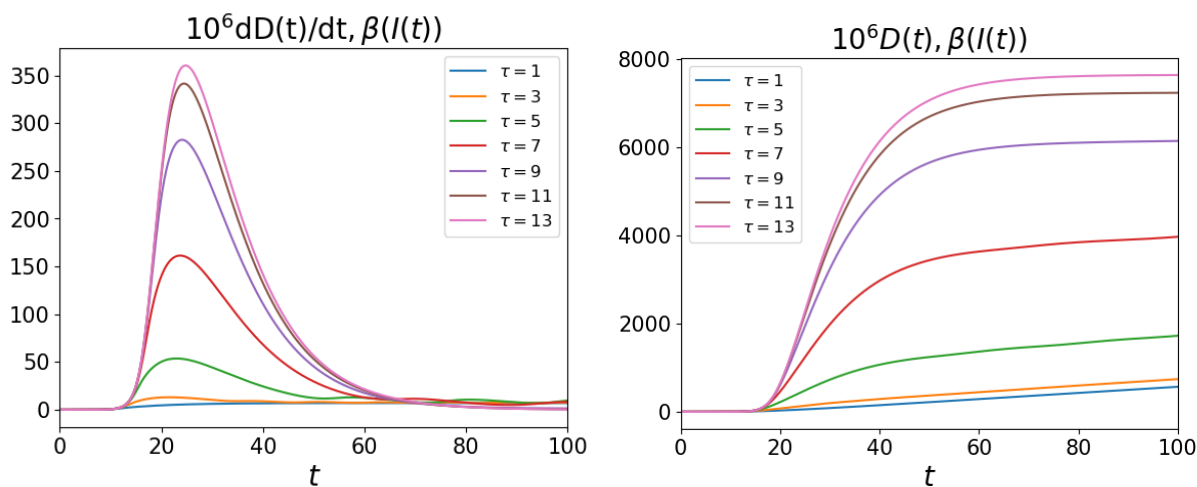 10⁶dD(t)/dt, β(I(t))
350
300
250
200
150
100
50
0
0 20 40 60 80 100
t
τ = 1
τ = 3
τ = 5
τ = 7
τ = 9
τ = 11
τ = 13
10⁶D(t), β(I(t))
8000
6000
4000
2000
0
0 20 40 60 80 100
t
τ = 1
τ = 3
τ = 5
τ = 7
τ = 9
τ = 11
τ = 13